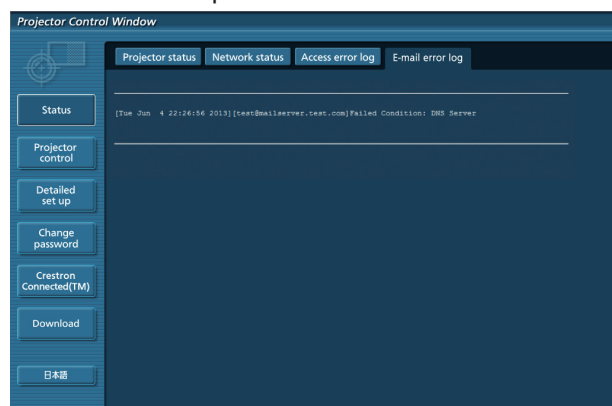 Projector Control Window
Projector status Network status Access error log E-mail error log
Status
[Tue Jun 4 22:26:56 2013][test@mailserver.test.com]Failed Condition: DNS Server
Projector
control
Detailed
set up
Change
password
Crestron
Connected(TM)
Download
日本語